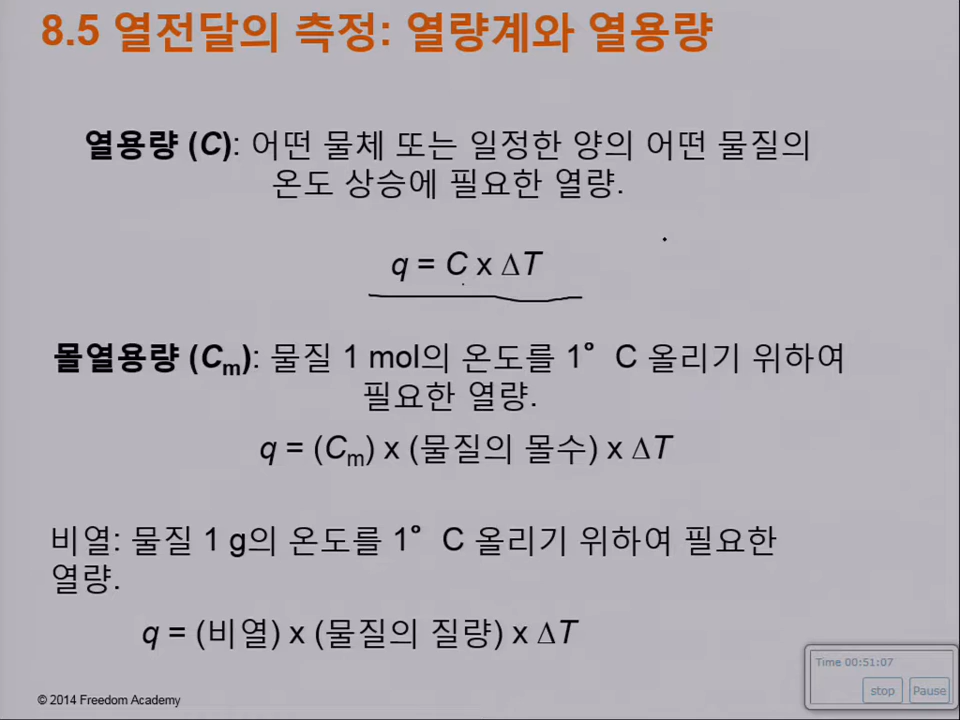 8.5 열전달의 측정: 열량계와 열용량
열용량 (C): 어떤 물체 또는 일정한 양의 어떤 물질의
온도 상승에 필요한 열량.
q = C x ΔT
몰열용량 (Cm): 물질 1 mol의 온도를 1° C 올리기 위하여
필요한 열량.
q = (Cm) x (물질의 몰수) x ΔT
비열: 물질 1 g의 온도를 1° C 올리기 위하여 필요한
열량.
q = (비열) x (물질의 질량) x ΔT
Time 00:51:07
stop Pause
© 2014 Freedom Academy